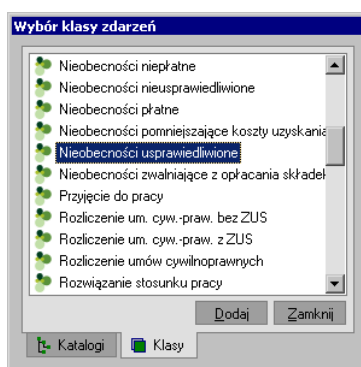 Wybór klasy zdarzeń
Nieobecności niepłatne
Nieobecności nieusprawiedliwione
Nieobecności płatne
Nieobecności pomniejszające koszty uzyskania
Nieobecności usprawiedliwione
Nieobecności zwalniające z opłacania składek
Przyjęcie do pracy
Rozliczenie um. cyw.-praw. bez ZUS
Rozliczenie um. cyw.-praw. z ZUS
Rozliczenie umów cywilnoprawnych
Rozwiązanie stosunku pracy
Dodaj Zamknij
Katalogi Klasy